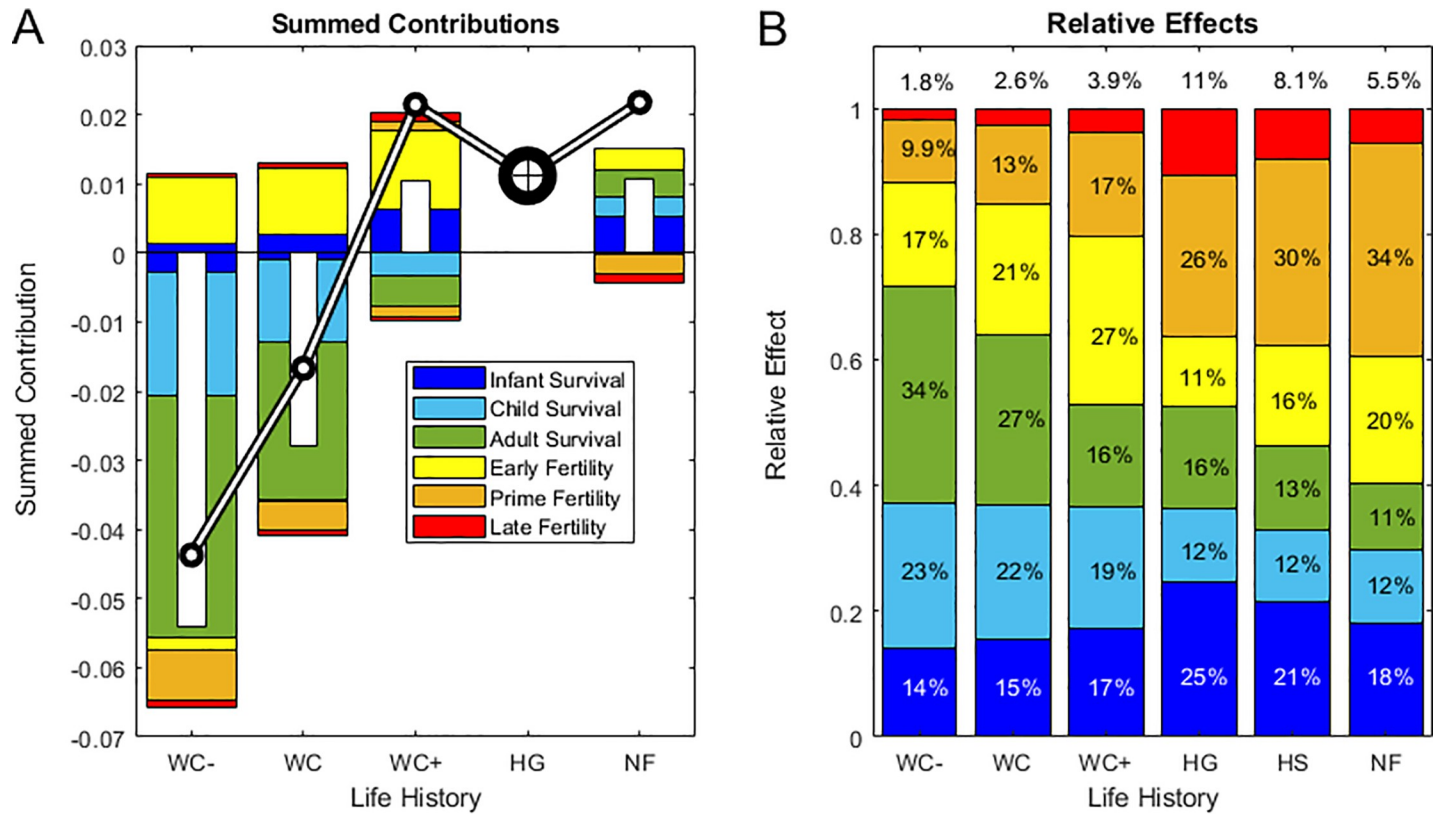 A
Summed Contributions
0.03
0.02
0.01
0
-0.01
-0.02
-0.03
-0.04
-0.05
-0.06
-0.07
Summed Contribution
Infant Survival
Child Survival
Adult Survival
Early Fertility
Prime Fertility
Late Fertility
WC- WC WC+ HG NF
Life History
B
Relative Effects
1.8% 2.6% 3.9% 11% 8.1% 5.5%
1
0.8
0.6
0.4
0.2
0
Relative Effect
9.9% 13% 17% 26% 30% 34%
17% 21% 27% 11% 16% 20%
34% 27% 16% 16% 13% 11%
23% 22% 19% 12% 12% 12%
14% 15% 17% 25% 21% 18%
WC- WC WC+ HG HS NF
Life History